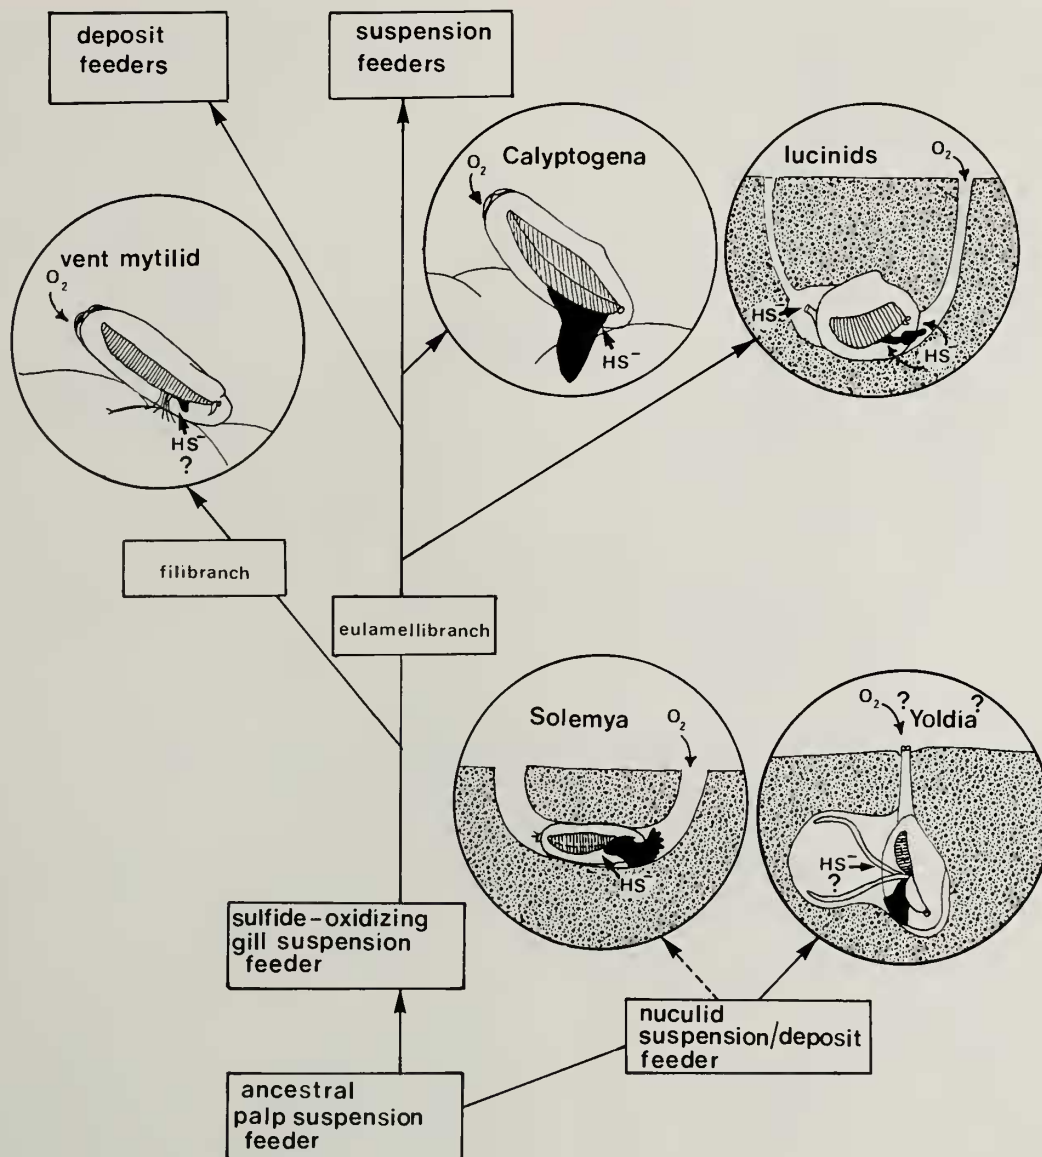 deposit
feeders
suspension
feeders
Calyptogena
O₂
HS⁻
lucinids
O₂
HS⁻
HS⁻
vent mytilid
O₂
HS⁻
?
filibranch
eulamellibranch
Solemya
O₂
HS⁻
Yoldia?
O₂?
HS⁻
?
sulfide-oxidizing
gill suspension
feeder
nuculid
suspension/deposit
feeder
ancestral
palp suspension
feeder